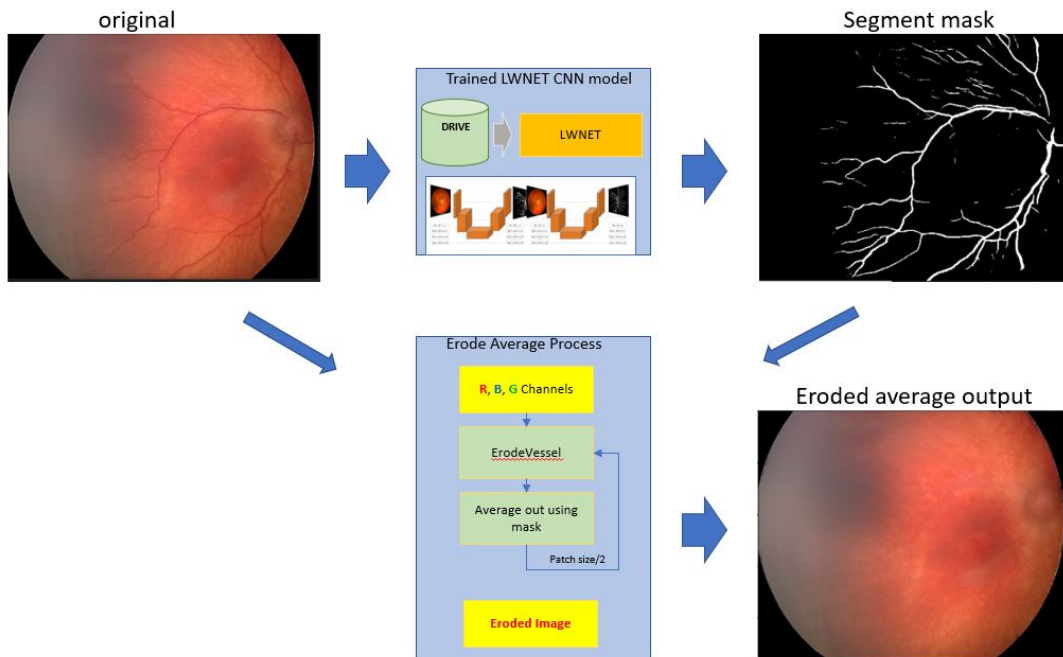 original
Segment mask
Trained LWNET CNN model
DRIVE
LWNET
Erode Average Process
R, B, G Channels
ErodeVessel
Average out using
mask
Patch size/2
Eroded Image
Eroded average output